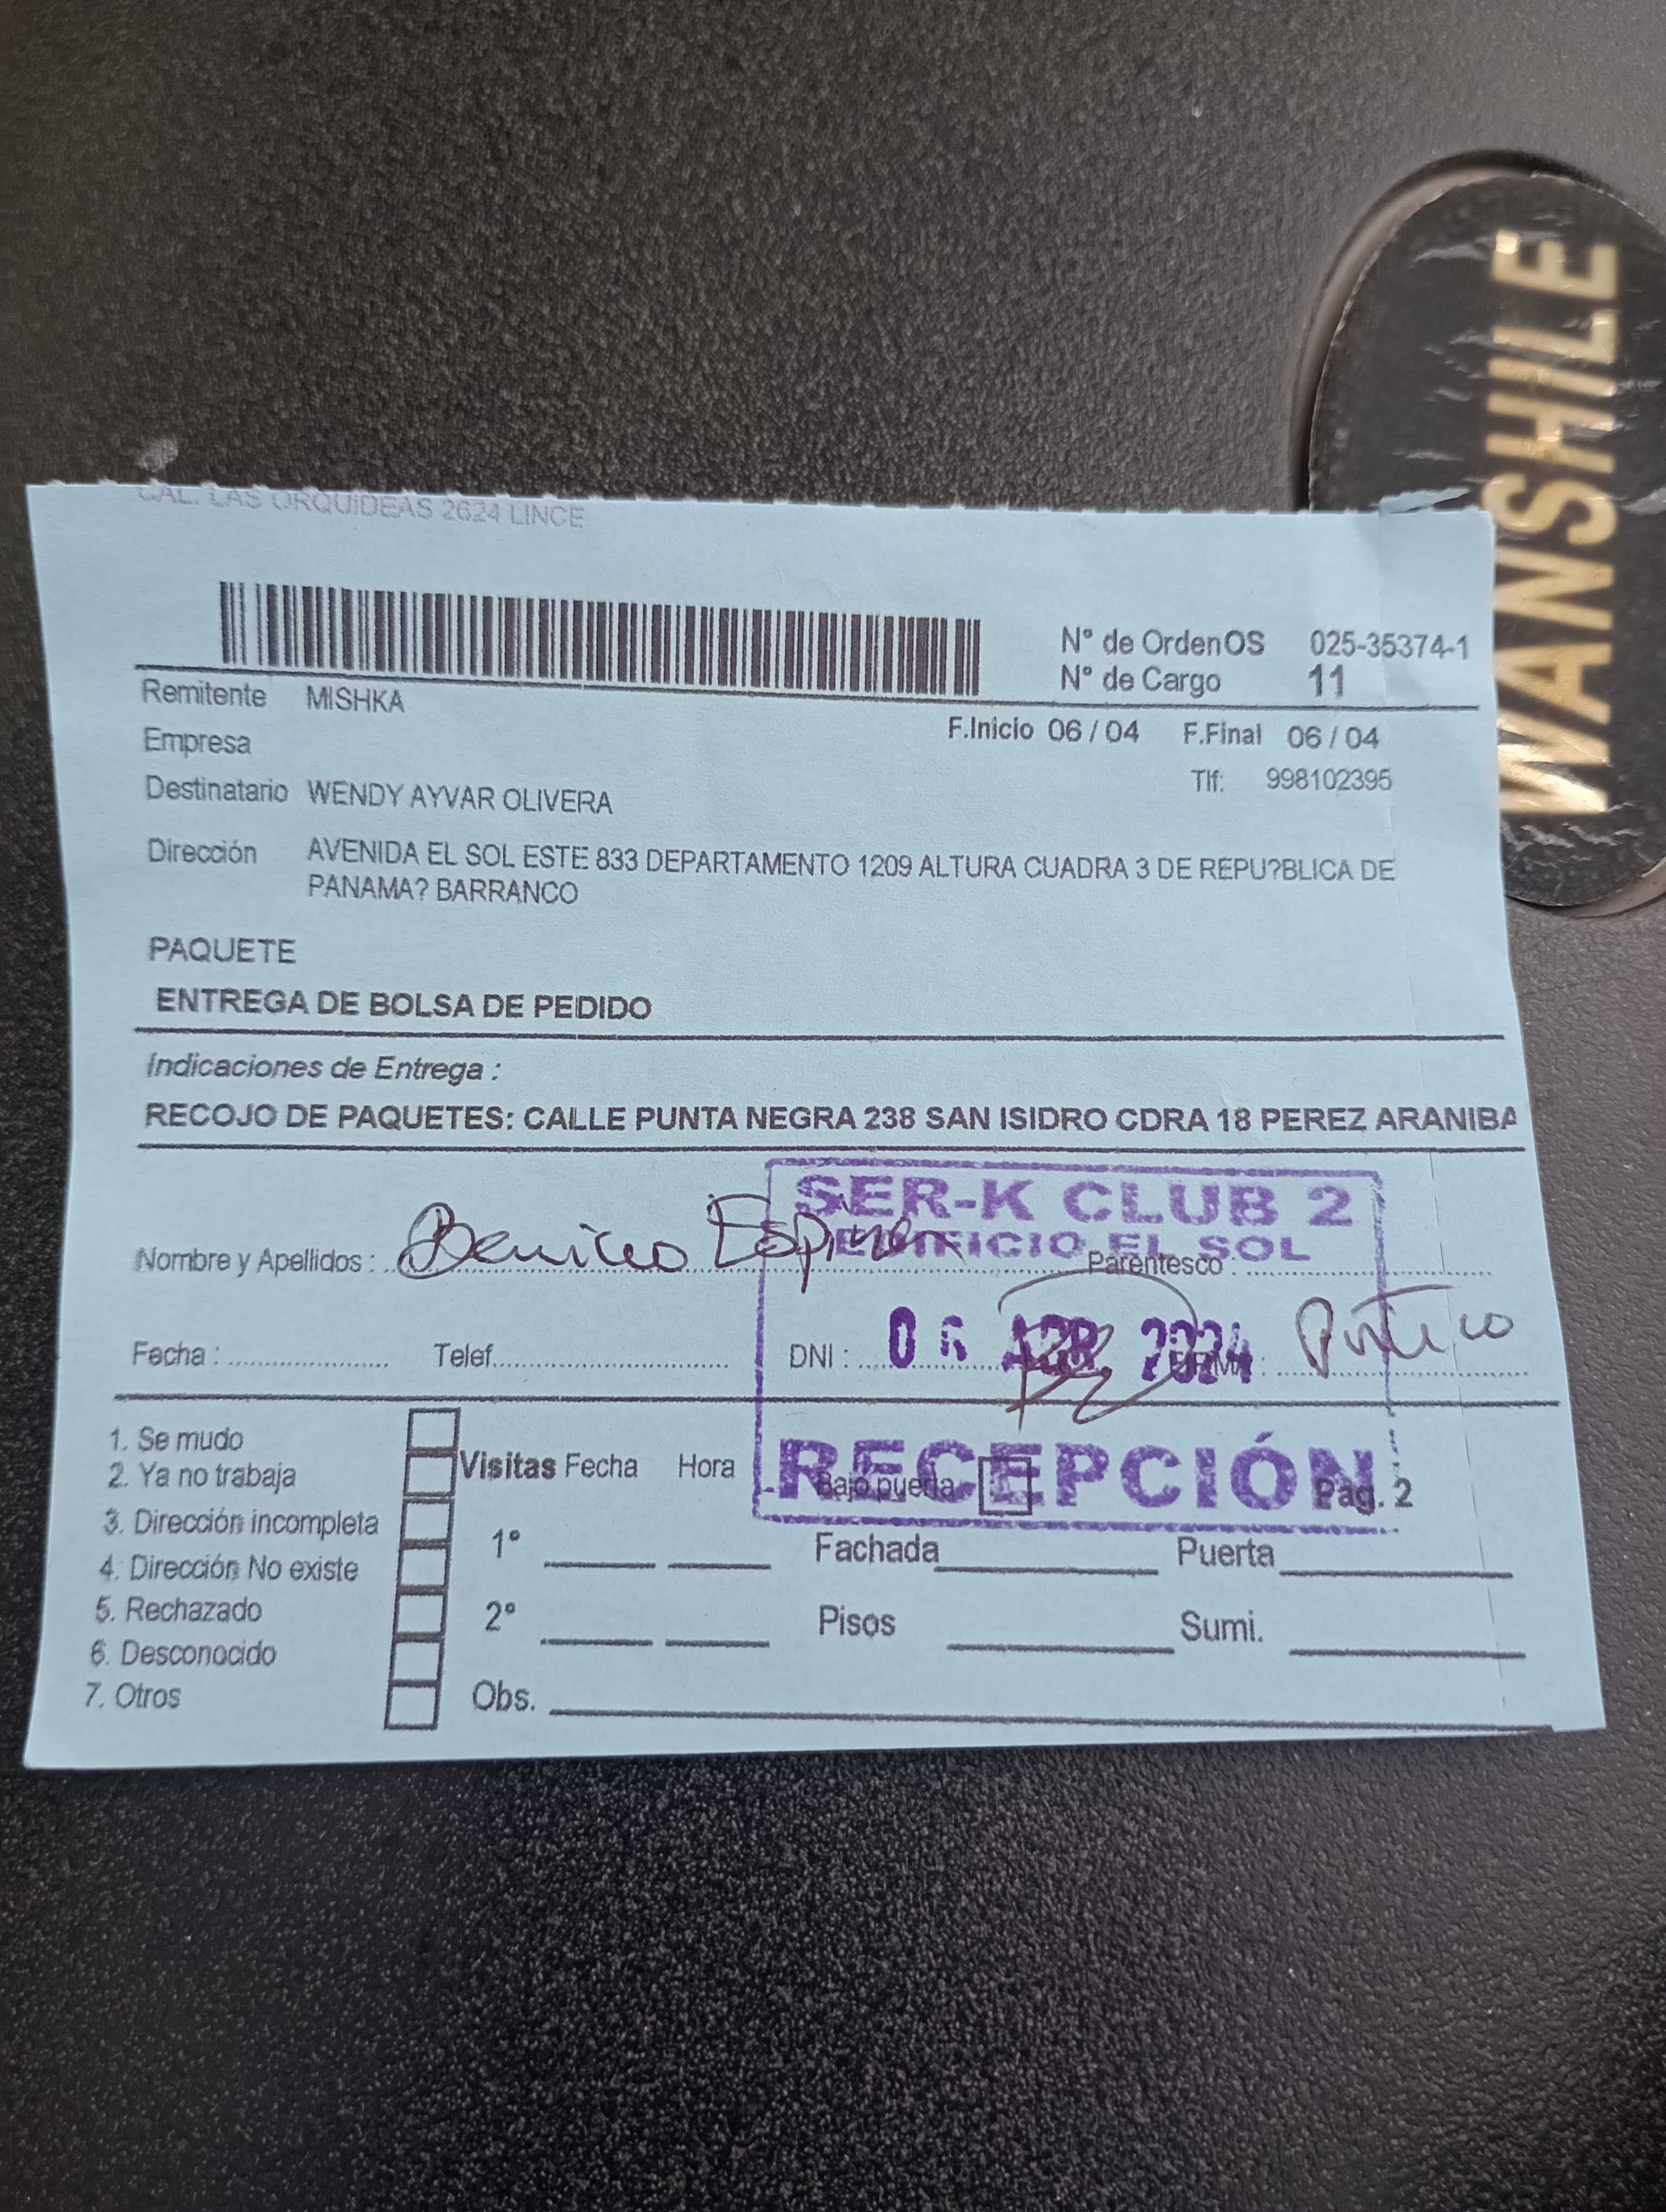 CAL. LAS ORQUIDEAS 2624 LINCE
N° de OrdenOS 025-35374-1
N° de Cargo 11
Remitente MISHKA
F.Inicio 06 / 04 F.Final 06 / 04
Empresa
Tlf: 998102395
Destinatario WENDY AYVAR OLIVERA
Dirección AVENIDA EL SOL ESTE 833 DEPARTAMENTO 1209 ALTURA CUADRA 3 DE REPU?BLICA DE
PANAMA? BARRANCO
PAQUETE
ENTREGA DE BOLSA DE PEDIDO
Indicaciones de Entrega :
RECOJO DE PAQUETES: CALLE PUNTA NEGRA 238 SAN ISIDRO CDRA 18 PEREZ ARANIBA
SER-K CLUB 2
EDIFICIO EL SOL
Nombre y Apellidos : Parentesco :
Fecha : Telef. DNI : FIRMA :
06 ABR 2024
RECEPCIÓN
1. Se mudo
2. Ya no trabaja
3. Dirección incompleta
4. Dirección No existe
5. Rechazado
6. Desconocido
7. Otros
Visitas Fecha Hora Bajo puerta Pag. 2
1° Fachada Puerta
2° Pisos Sumi.
Obs.
WANSHILE